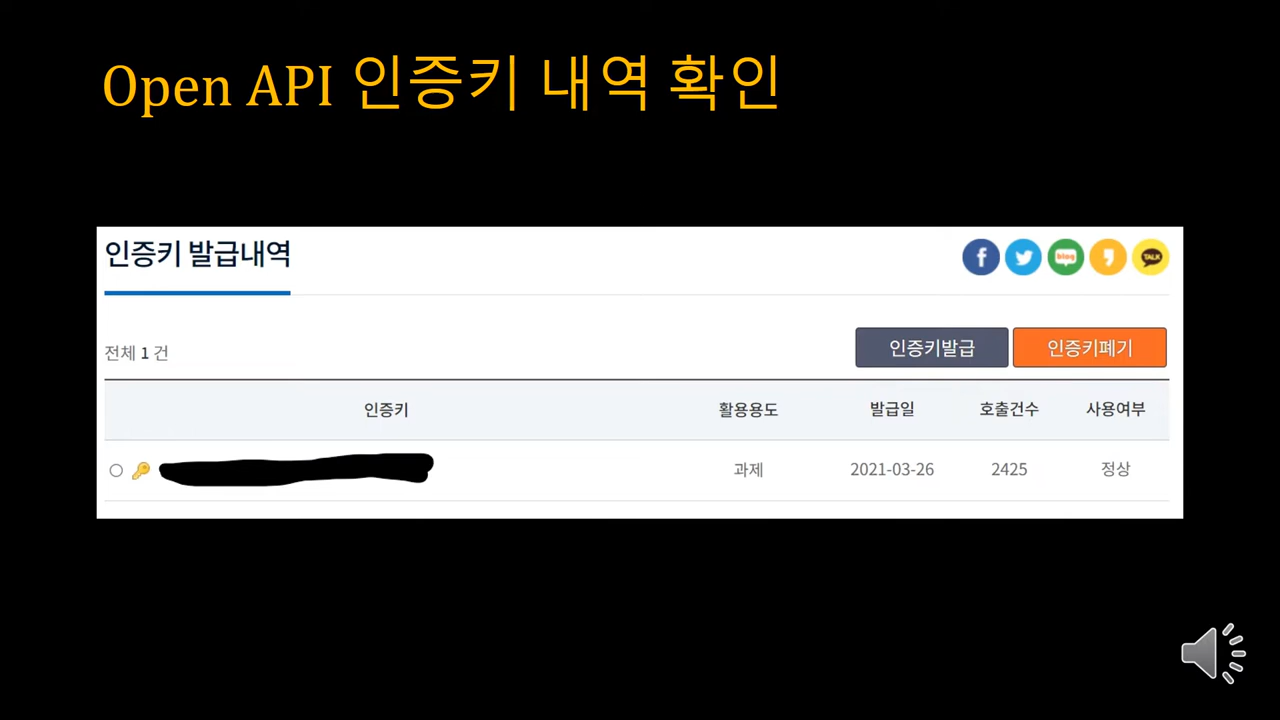 Open API 인증키 내역 확인
인증키 발급내역
f blog TALK
전체 1 건
인증키발급 인증키폐기
인증키 활용용도 발급일 호출건수 사용여부
과제 2021-03-26 2425 정상